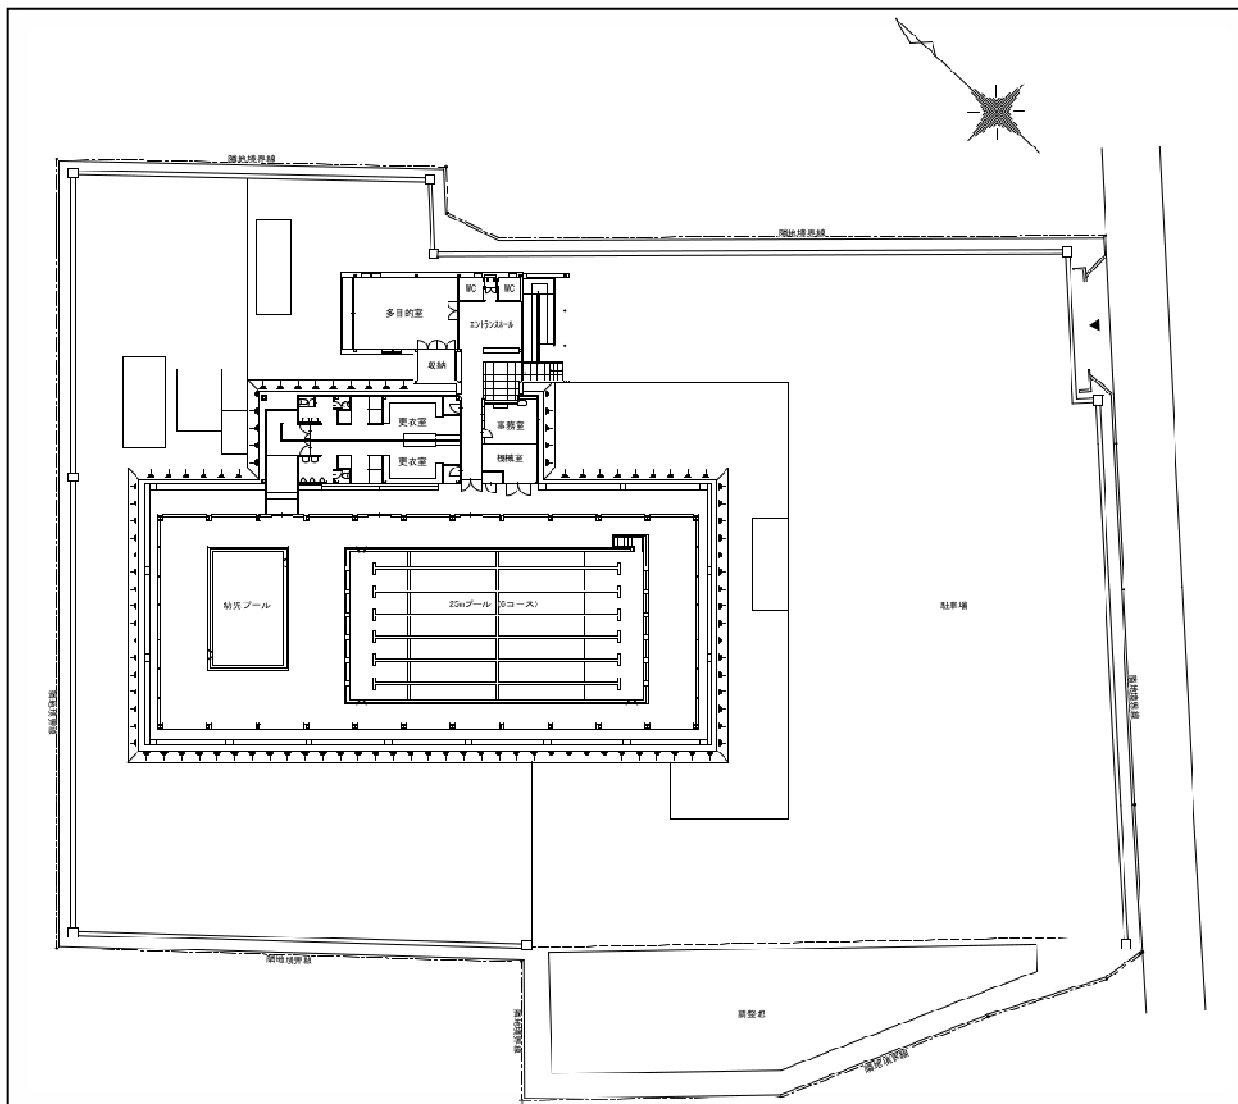 隣地境界線
隣地境界線
WC
WC
多目的室
エントランスホール
収納
更衣室
事務室
更衣室
機械室
幼児プール
25mプール (6コース)
駐車場
隣地境界線
隣地境界線
隣地境界線
隣地境界線
調整池
隣地境界線